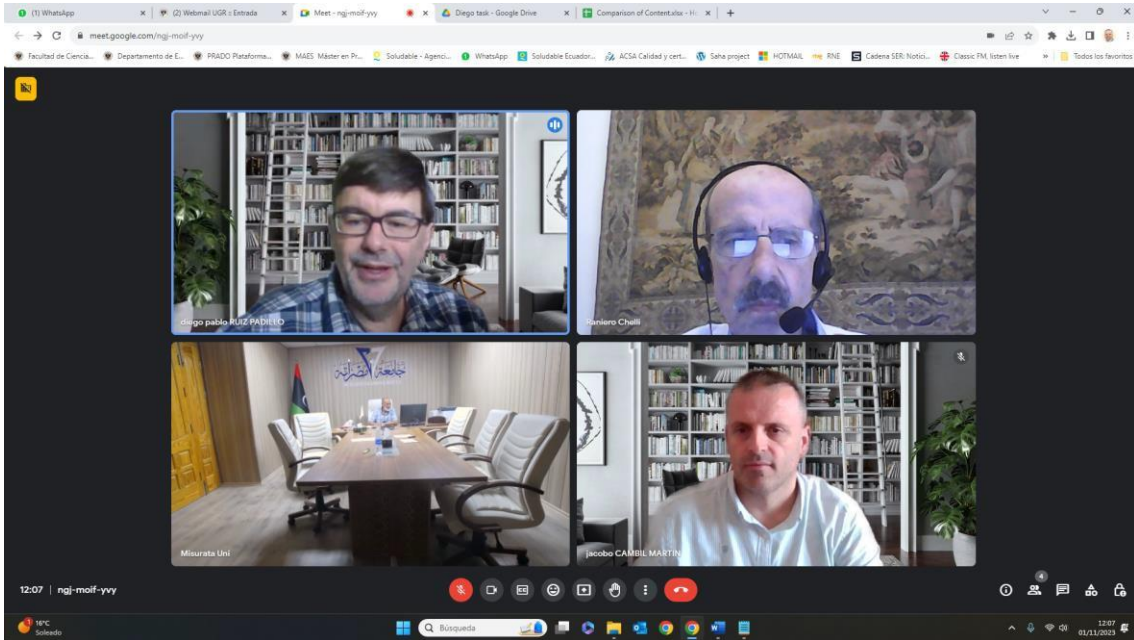 (1) WhatsApp
(2) Webmail UGR :: Entrada
Meet - ngj-moif-yvy
Diego task - Google Drive
Comparison of Content.xlsx - Ho
meet.google.com/ngj-moif-yvy
Facultad de Ciencia...
Departamento de E...
PRADO Plataforma...
MAES Máster en Pr...
Soludable - Agenci...
WhatsApp
Soludable Ecuador...
ACSA Calidad y cert...
Saha project
HOTMAIL
RNE
Cadena SER: Notici...
Classic FM, listen live
»
Todos los favoritos
diego pablo RUIZ PADILLO
Raniero Chelli
جامعة مصراتة
Misurata Uni
jacobo CAMBIL MARTIN
12:07 | ngj-moif-yvy
4
16°C
Soleado
Búsqueda
12:07
01/11/2023